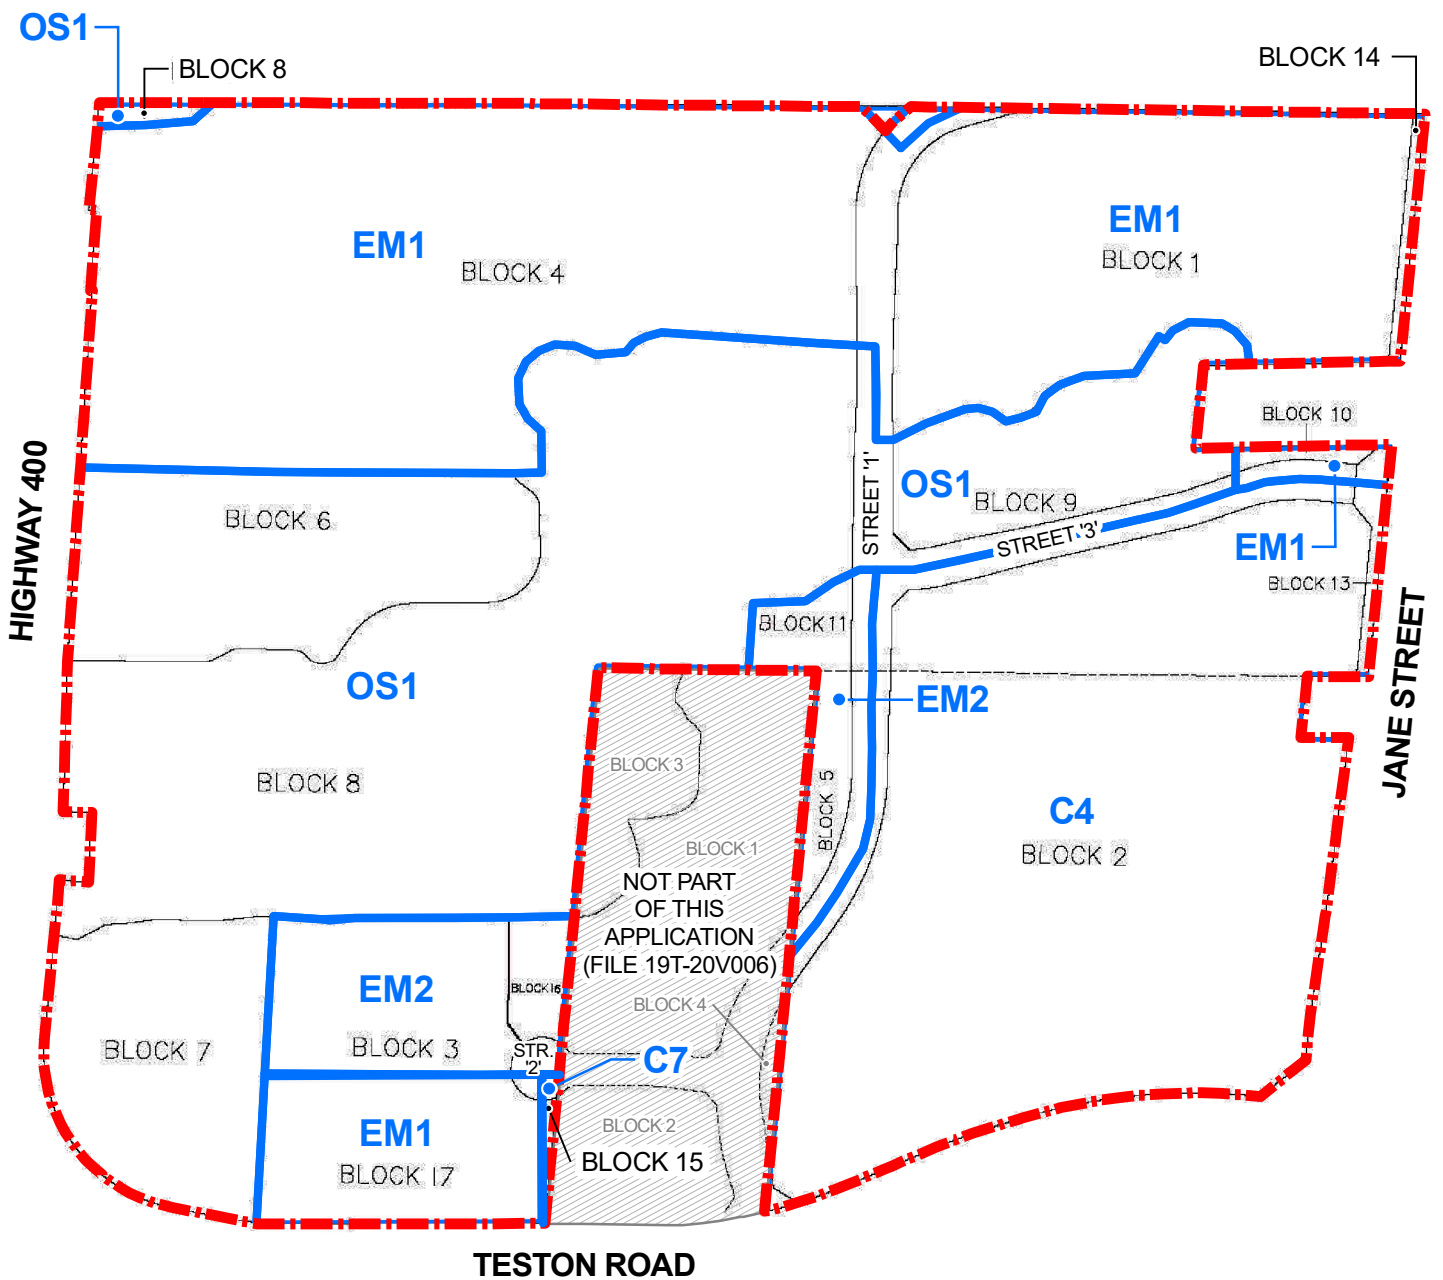 OS1
BLOCK 8
BLOCK 14
EM1
BLOCK 4
EM1
BLOCK 1
BLOCK 10
HIGHWAY 400
BLOCK 6
STREET '1'
OS1
BLOCK 9
STREET '3'
EM1
BLOCK 13
BLOCK 11
JANE STREET
OS1
EM2
BLOCK 3
BLOCK 8
BLOCK 5
C4
BLOCK 2
BLOCK 1
NOT PART
OF THIS
APPLICATION
(FILE 19T-20V006)
EM2
BLOCK 16
BLOCK 4
BLOCK 7
BLOCK 3
STR.
'2'
C7
EM1
BLOCK 2
BLOCK 17
BLOCK 15
TESTON ROAD